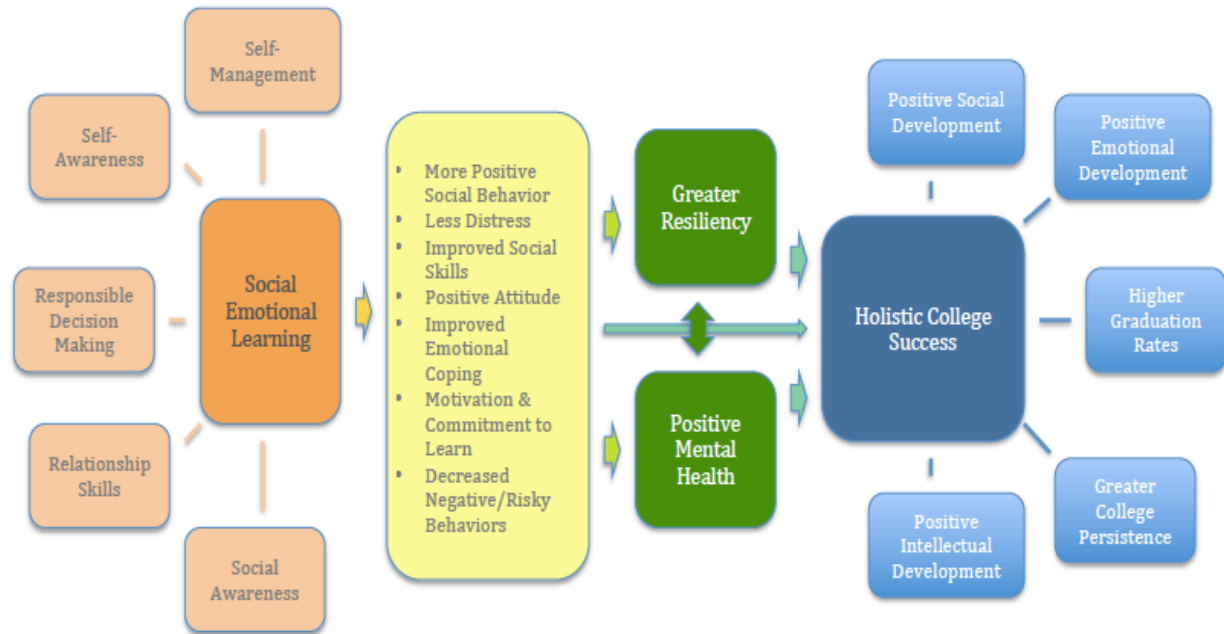 Self-
Management
Self-
Awareness
Responsible
Decision
Making
Relationship
Skills
Social
Awareness
Social
Emotional
Learning
• More Positive
Social Behavior
• Less Distress
• Improved Social
Skills
• Positive Attitude
• Improved
Emotional
Coping
• Motivation &
Commitment to
Learn
• Decreased
Negative/Risky
Behaviors
Greater
Resiliency
Positive
Mental
Health
Holistic College
Success
Positive Social
Development
Positive
Emotional
Development
Higher
Graduation
Rates
Greater
College
Persistence
Positive
Intellectual
Development